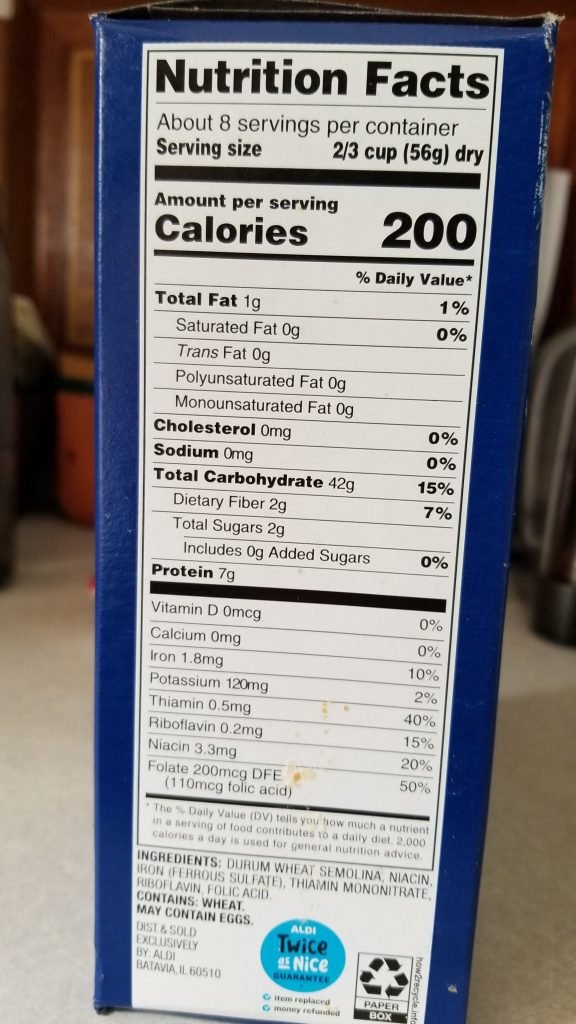 Nutrition Facts
About 8 servings per container
Serving size 2/3 cup (56g) dry
Amount per serving
Calories 200
% Daily Value*
Total Fat 1g 1%
Saturated Fat 0g 0%
Trans Fat 0g
Polyunsaturated Fat 0g
Monounsaturated Fat 0g
Cholesterol 0mg 0%
Sodium 0mg 0%
Total Carbohydrate 42g 15%
Dietary Fiber 2g 7%
Total Sugars 2g
Includes 0g Added Sugars 0%
Protein 7g
Vitamin D 0mcg 0%
Calcium 0mg 0%
Iron 1.8mg 10%
Potassium 120mg 2%
Thiamin 0.5mg 40%
Riboflavin 0.2mg 15%
Niacin 3.3mg 20%
Folate 200mcg DFE 50%
(110mcg folic acid)
* The % Daily Value (DV) tells you how much a nutrient
in a serving of food contributes to a daily diet. 2,000
calories a day is used for general nutrition advice.
INGREDIENTS: DURUM WHEAT SEMOLINA, NIACIN,
IRON (FERROUS SULFATE), THIAMIN MONONITRATE,
RIBOFLAVIN, FOLIC ACID.
CONTAINS: WHEAT.
MAY CONTAIN EGGS.
DIST. & SOLD
EXCLUSIVELY
BY: ALDI
BATAVIA, IL 60510
ALDI
Twice
as Nice
GUARANTEE
item replaced
money refunded
PAPER
BOX
how2recycle.info